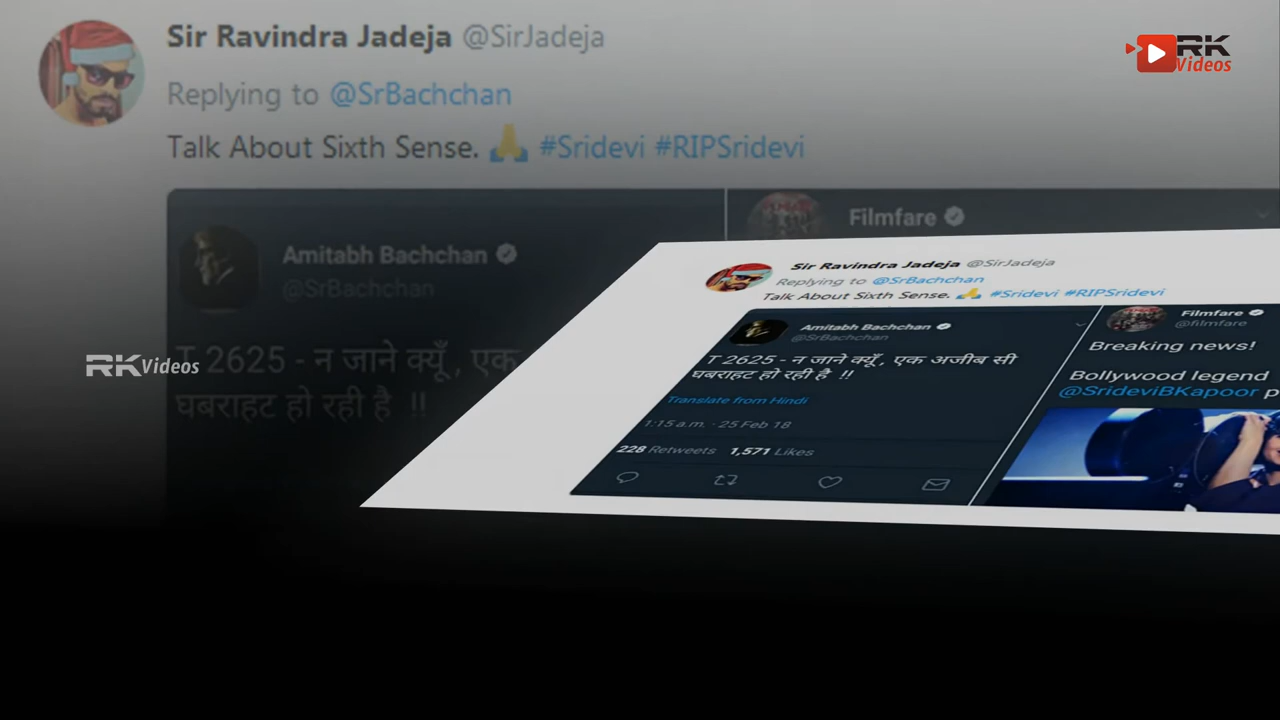 Sir Ravindra Jadeja @SirJadeja
Replying to @SrBachchan
Talk About Sixth Sense. 🙏 #Sridevi #RIPSridevi
Amitabh Bachchan
@SrBachchan
T 2625 - न जाने क्यूँ , एक
घबराहट हो रही है !!
Filmfare
RK
Videos
RK Videos
Sir Ravindra Jadeja @SirJadeja
Replying to @SrBachchan
Talk About Sixth Sense. 🙏 #Sridevi #RIPSridevi
Amitabh Bachchan
@SrBachchan
T 2625 - न जाने क्यूँ , एक अजीब सी
घबराहट हो रही है !!
Translate from Hindi
1:15 a.m. · 25 Feb 18
228 Retweets 1,571 Likes
Filmfare
@filmfare
Breaking news!
Bollywood legend
@SrideviBKapoor p